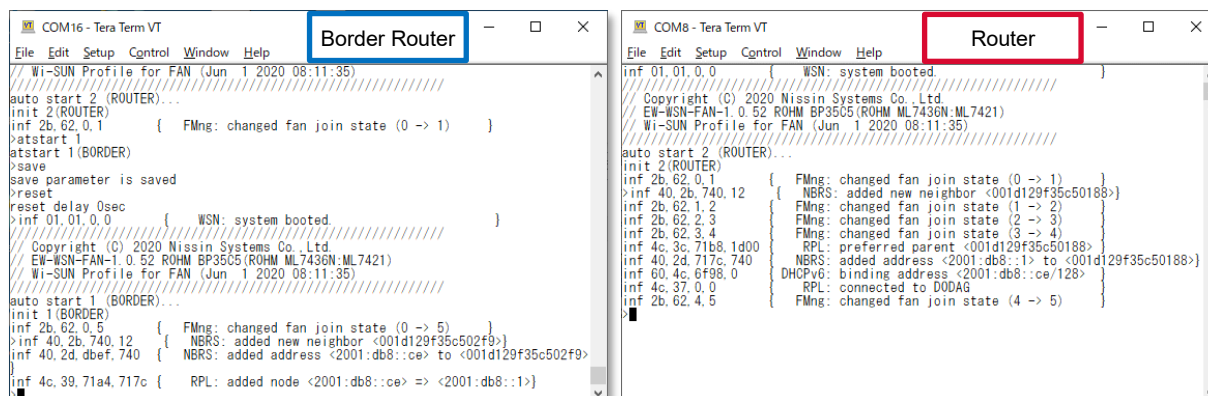 COM16 - Tera Term VT
Border Router
File Edit Setup Control Window Help
// Wi-SUN Profile for FAN (Jun  1 2020 08:11:35)
////////////////////////////////////////////////////////////
auto start 2 (ROUTER)...
init 2(ROUTER)
inf 2b,62,0,1 { FMng: changed fan join state (0 -> 1) }
>atstart 1
atstart 1(BORDER)
>save
save parameter is saved
>reset
reset delay 0sec
>inf 01,01,0,0 { WSN: system booted. }
////////////////////////////////////////////////////////////
// Copyright (C) 2020 Nissin Systems Co.,Ltd.
// EW-WSN-FAN-1.0.52 ROHM BP35C5(ROHM ML7436N:ML7421)
// Wi-SUN Profile for FAN (Jun  1 2020 08:11:35)
////////////////////////////////////////////////////////////
auto start 1 (BORDER)...
init 1(BORDER)
inf 2b,62,0,5 { FMng: changed fan join state (0 -> 5) }
>inf 40,2b,740,12 { NBRS: added new neighbor <001d129f35c502f9>}
inf 40,2d,dbef,740 { NBRS: added address <2001:db8::ce> to <001d129f35c502f9>
}
inf 4c,39,71a4,717c { RPL: added node <2001:db8::ce> => <2001:db8::1>}
>
COM8 - Tera Term VT
Router
File Edit Setup Control Window Help
inf 01,01,0,0 { WSN: system booted. }
////////////////////////////////////////////////////////////
// Copyright (C) 2020 Nissin Systems Co.,Ltd.
// EW-WSN-FAN-1.0.52 ROHM BP35C5(ROHM ML7436N:ML7421)
// Wi-SUN Profile for FAN (Jun  1 2020 08:11:35)
////////////////////////////////////////////////////////////
auto start 2 (ROUTER)...
init 2(ROUTER)
inf 2b,62,0,1 { FMng: changed fan join state (0 -> 1) }
>inf 40,2b,740,12 { NBRS: added new neighbor <001d129f35c50188>}
inf 2b,62,1,2 { FMng: changed fan join state (1 -> 2) }
inf 2b,62,2,3 { FMng: changed fan join state (2 -> 3) }
inf 2b,62,3,4 { FMng: changed fan join state (3 -> 4) }
inf 4c,3c,71b8,1d00 { RPL: preferred parent <001d129f35c50188> }
inf 40,2d,717c,740 { NBRS: added address <2001:db8::1> to <001d129f35c50188>}
inf 60,4c,6f98,0 { DHCPv6: binding address <2001:db8::ce/128> }
inf 4c,37,0,0 { RPL: connected to DODAG }
inf 2b,62,4,5 { FMng: changed fan join state (4 -> 5) }
>